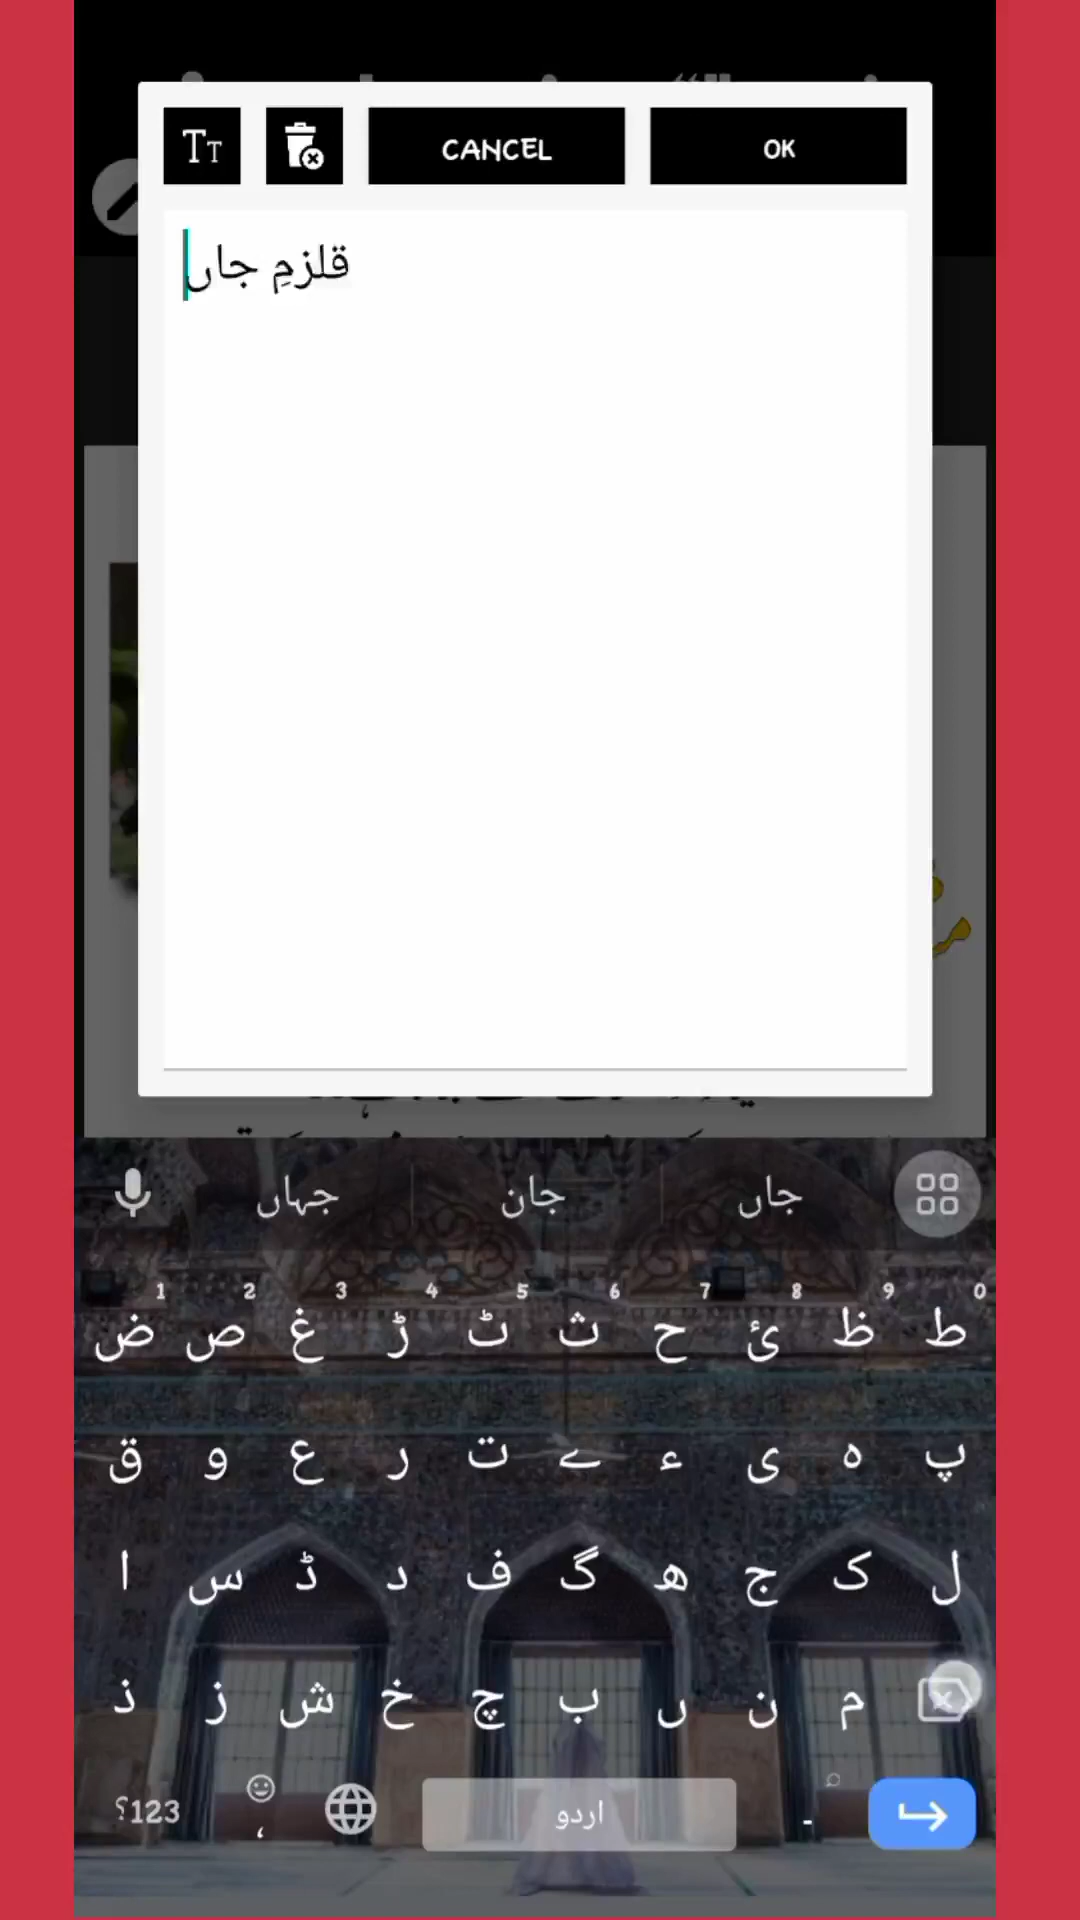 Tт
CANCEL
OK
قلزمِ جاں
جہاں
جان
جاں
1 2 3 4 5 6 7 8 9 0
ض ص غ ڑ ٹ ث ح ئ ظ ط
ق و ع ر ت ے ء ی ہ پ
ا س ڈ د ف گ ھ ج ک ل
ذ ز ش خ چ ب ں ن م
؟123
،
اردو
۔